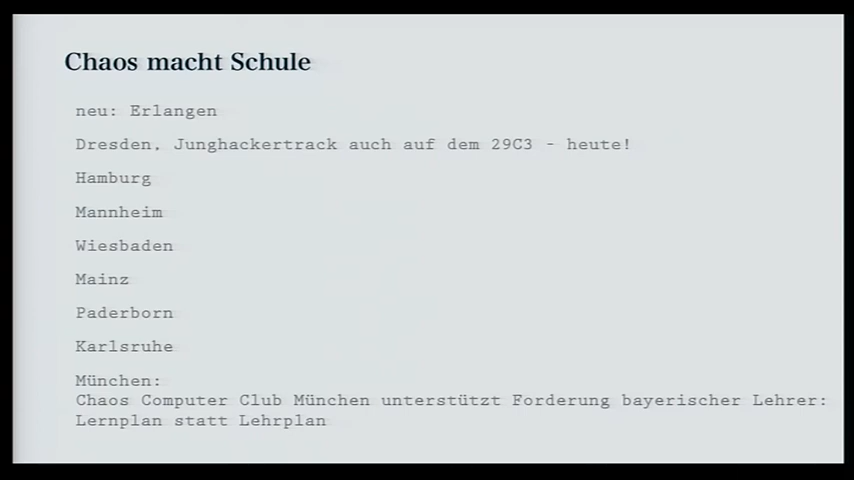 Chaos macht Schule
neu: Erlangen
Dresden, Junghackertrack auch auf dem 29C3 - heute!
Hamburg
Mannheim
Wiesbaden
Mainz
Paderborn
Karlsruhe
München:
Chaos Computer Club München unterstützt Forderung bayerischer Lehrer:
Lernplan statt Lehrplan